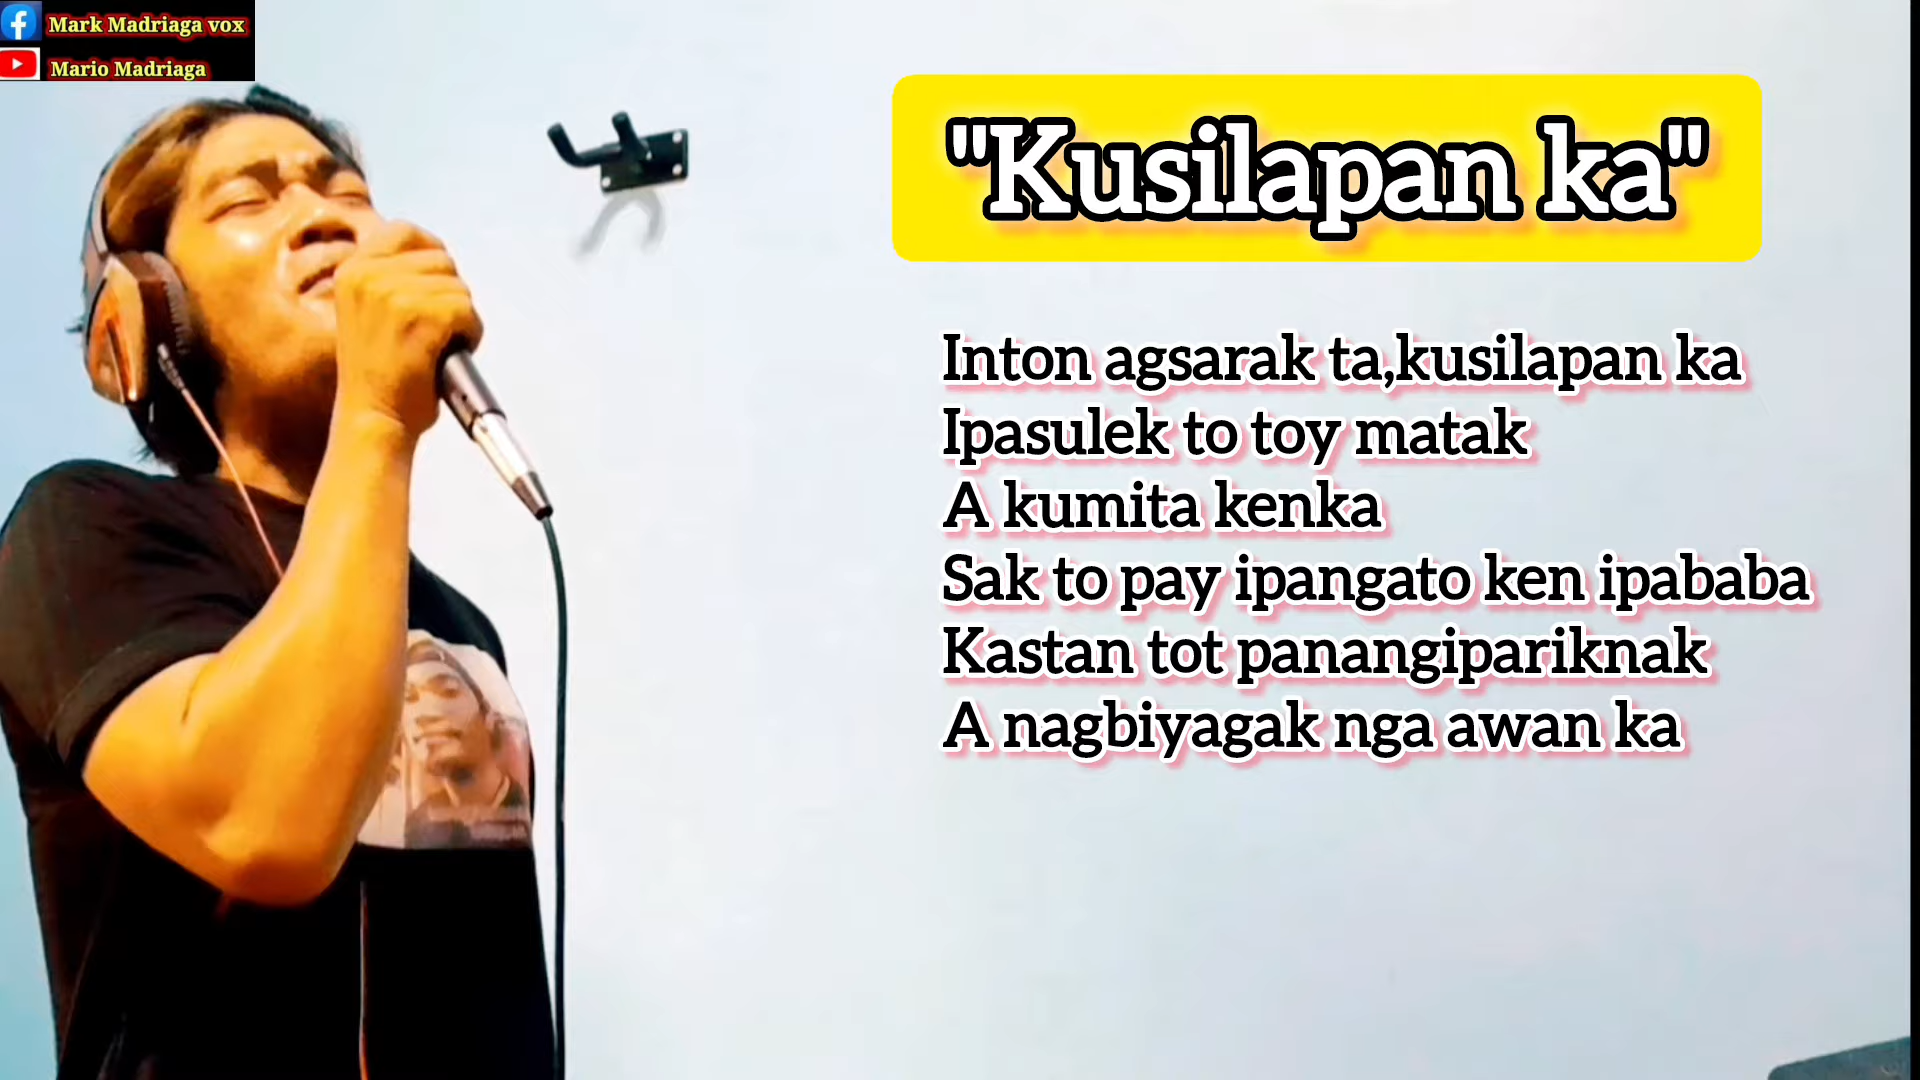 Mark Madriaga vox
Mario Madriaga
"Kusilapan ka"
Inton agsarak ta,kusilapan ka
Ipasulek to toy matak
A kumita kenka
Sak to pay ipangato ken ipababa
Kastan tot panangipariknak
A nagbiyagak nga awan ka